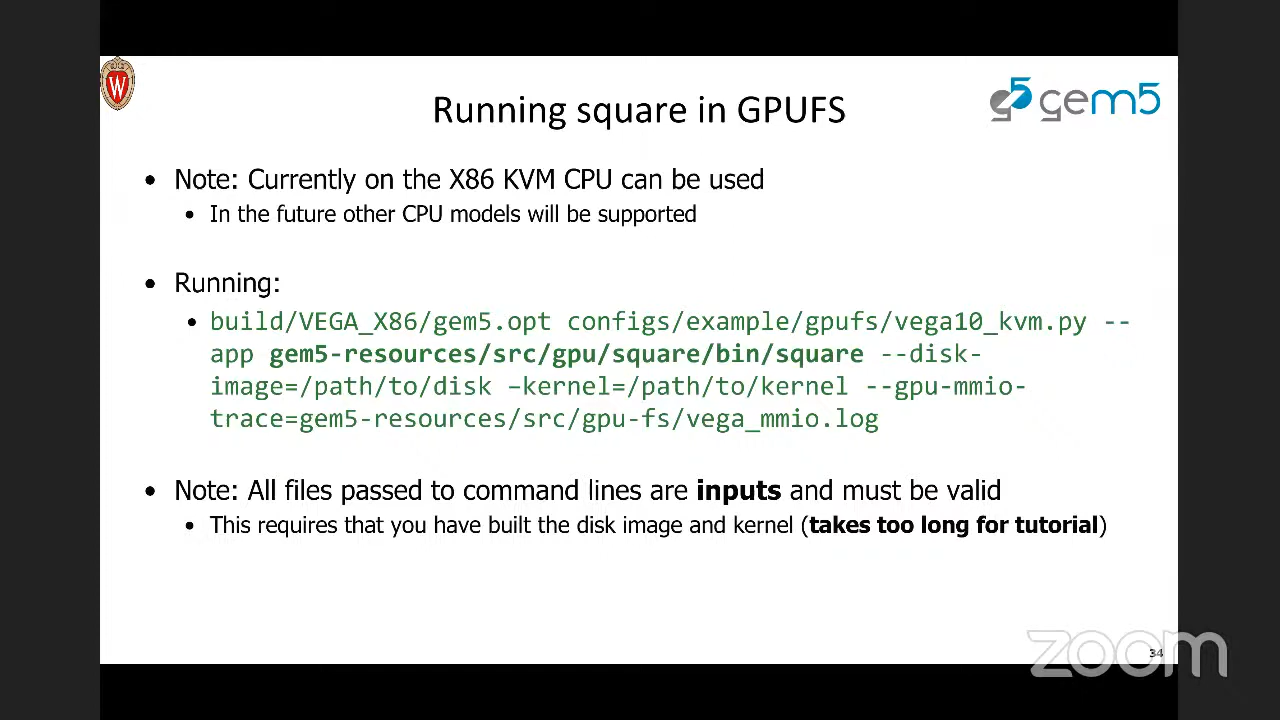 W
gem5
Running square in GPUFS
• Note: Currently on the X86 KVM CPU can be used
• In the future other CPU models will be supported
• Running:
• build/VEGA_X86/gem5.opt configs/example/gpufs/vega10_kvm.py --
app gem5-resources/src/gpu/square/bin/square --disk-
image=/path/to/disk –kernel=/path/to/kernel --gpu-mmio-
trace=gem5-resources/src/gpu-fs/vega_mmio.log
• Note: All files passed to command lines are inputs and must be valid
• This requires that you have built the disk image and kernel (takes too long for tutorial)
34
zoom